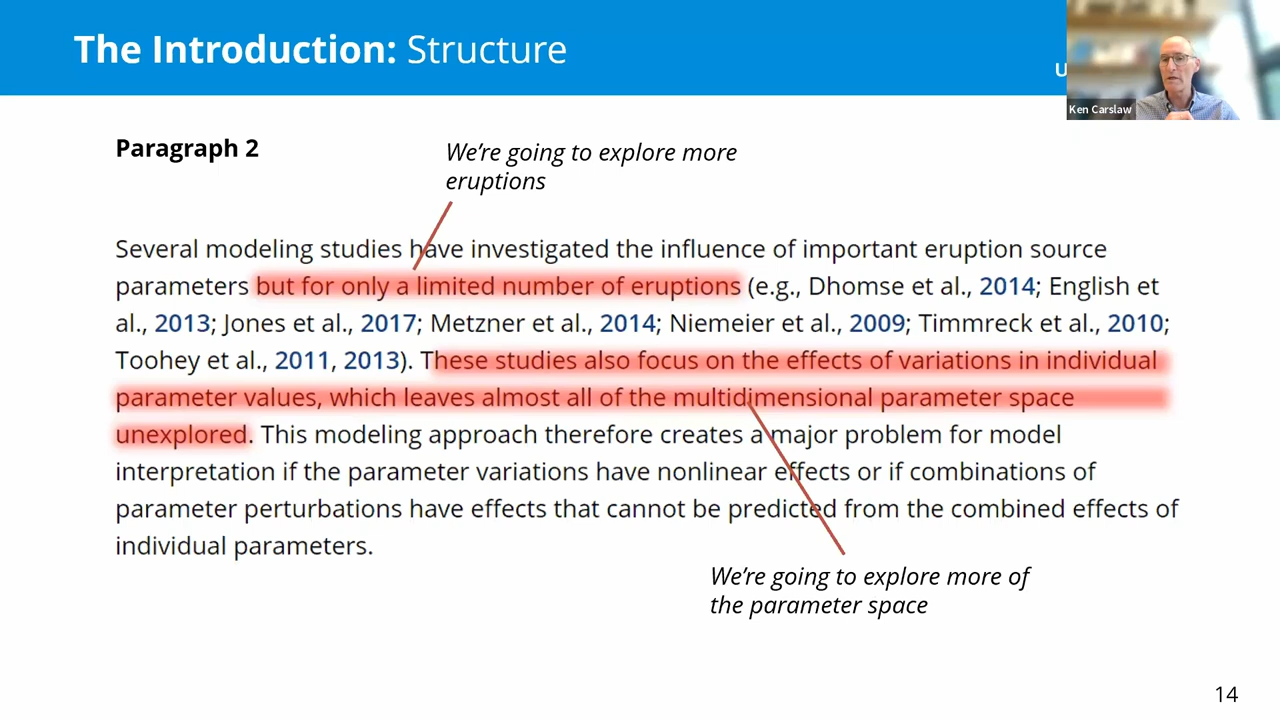 The Introduction: Structure
U
Ken Carslaw
Paragraph 2
We're going to explore more
eruptions
Several modeling studies have investigated the influence of important eruption source
parameters but for only a limited number of eruptions (e.g., Dhomse et al., 2014; English et
al., 2013; Jones et al., 2017; Metzner et al., 2014; Niemeier et al., 2009; Timmreck et al., 2010;
Toohey et al., 2011, 2013). These studies also focus on the effects of variations in individual
parameter values, which leaves almost all of the multidimensional parameter space
unexplored. This modeling approach therefore creates a major problem for model
interpretation if the parameter variations have nonlinear effects or if combinations of
parameter perturbations have effects that cannot be predicted from the combined effects of
individual parameters.
We're going to explore more of
the parameter space
14